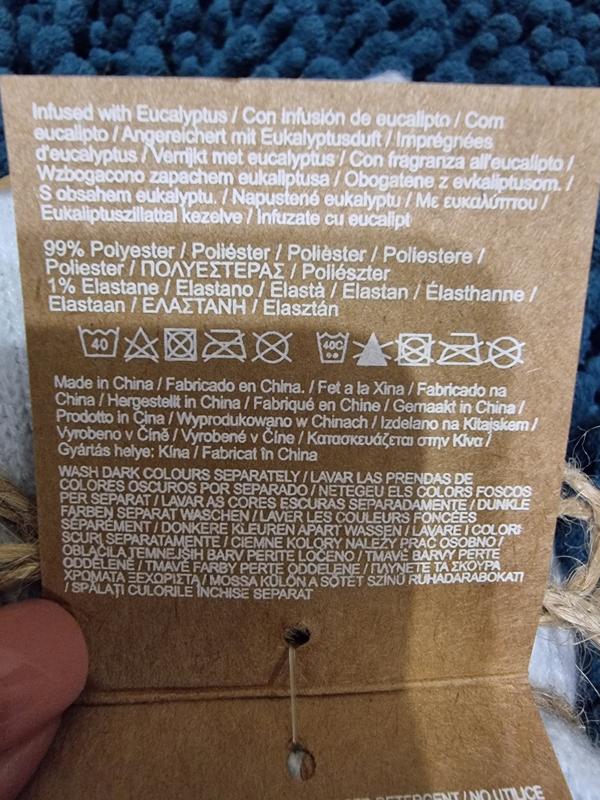 Infused with Eucalyptus / Con infusión de eucalipto / Com
eucalipto / Angereichert mit Eukalyptusduft / Imprégnées
d'eucalyptus / Verrijkt met eucalyptus / Con fragranza all'eucalipto /
Wzbogacono zapachem eukaliptusa / Obogatene z evkaliptusom. /
S obsahem eukalyptu. / Napustené eukalyptu / Με ευκαλύπτου /
Eukaliptuszillattal kezelve / Infuzate cu eucalipt
99% Polyester / Poliéster / Polièster / Poliestere /
Poliester / ΠΟΛΥΕΣΤΕΡΑΣ / Poliészter
1% Elastane / Elastano / Elastà / Elastan / Élasthanne /
Elastaan / ΕΛΑΣΤΑΝΗ / Elasztán
40 40C
Made in China / Fabricado en China. / Fet a la Xina / Fabricado na
China / Hergestellt in China / Fabriqué en Chine / Gemaakt in China /
Prodotto in Cina / Wyprodukowano w Chinach / Izdelano na Kitajskem /
Vyrobeno v Číně / Vyrobené v Číne / Κατασκευάζεται στην Κίνα /
Gyártás helye: Kína / Fabricat în China
WASH DARK COLOURS SEPARATELY / LAVAR LAS PRENDAS DE
COLORES OSCUROS POR SEPARADO / NETEGEU ELS COLORS FOSCOS
PER SEPARAT / LAVAR AS CORES ESCURAS SEPARADAMENTE / DUNKLE
FARBEN SEPARAT WASCHEN / LAVER LES COULEURS FONCÉES
SÉPARÉMENT / DONKERE KLEUREN APART WASSEN / LAVARE I COLORI
SCURI SEPARATAMENTE / CIEMNE KOLORY NALEŻY PRAĆ OSOBNO /
OBLAČILA TEMNEJŠIH BARV PERITE LOČENO / TMAVÉ BARVY PERTE
ODDĚLENĚ / TMAVÉ FARBY PERTE ODDELENE / ΠΛΥΝΕΤΕ ΤΑ ΣΚΟΥΡΑ
ΧΡΩΜΑΤΑ ΞΕΧΩΡΙΣΤΑ / MOSSA KÜLÖN A SÖTÉT SZÍNŰ RUHADARABOKAT
/ SPĂLAȚI CULORILE ÎNCHISE SEPARAT
DETERGENT / NO UTILICE